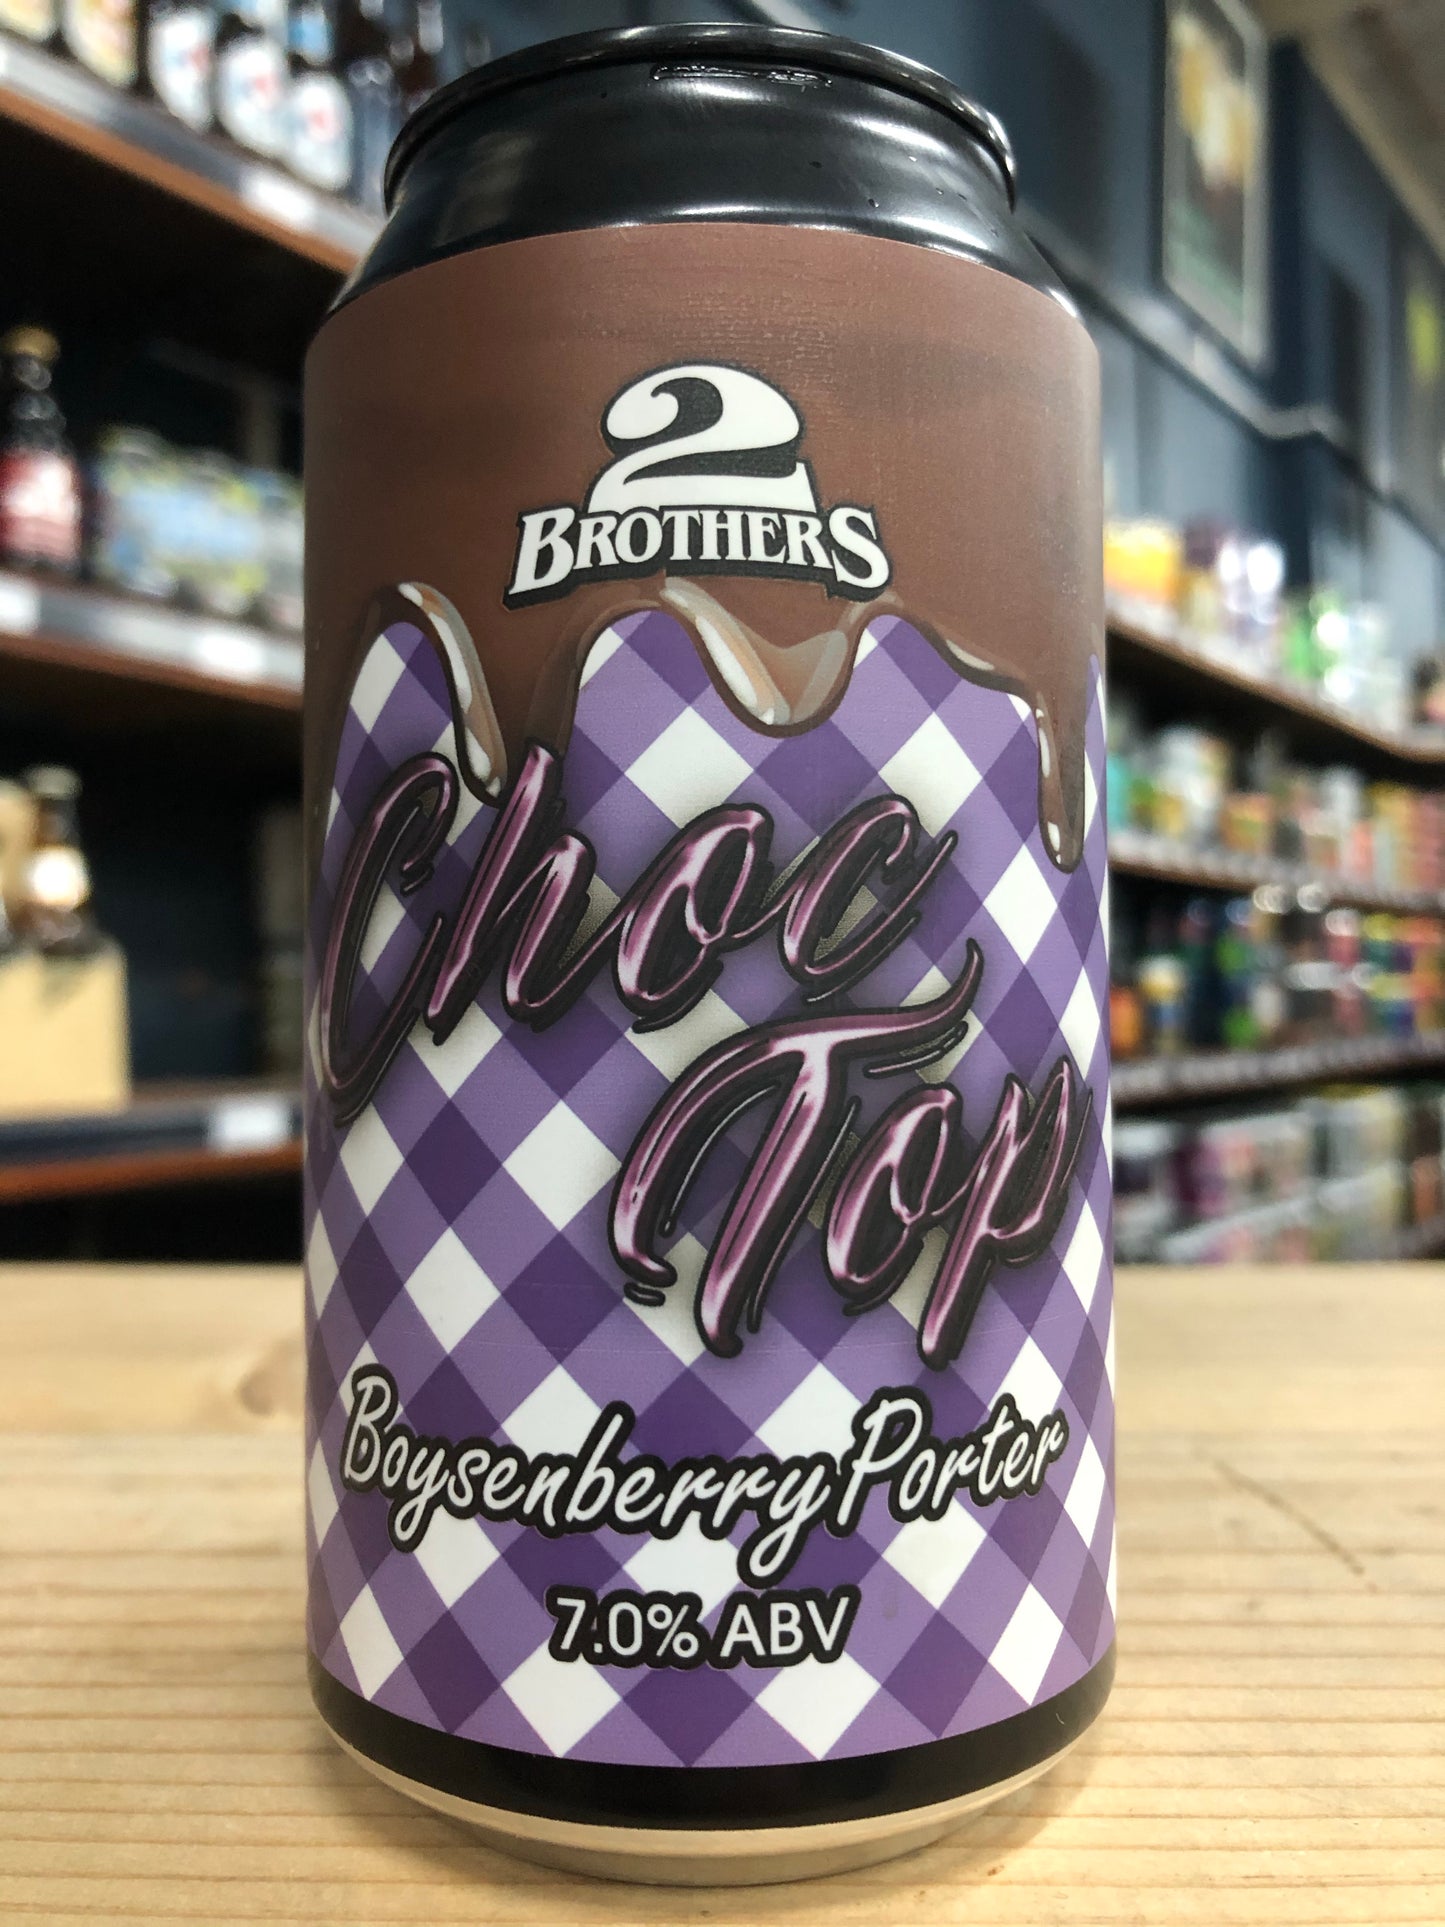 2
BROTHERS
Choc
Top
Boysenberry Porter
7.0% ABV